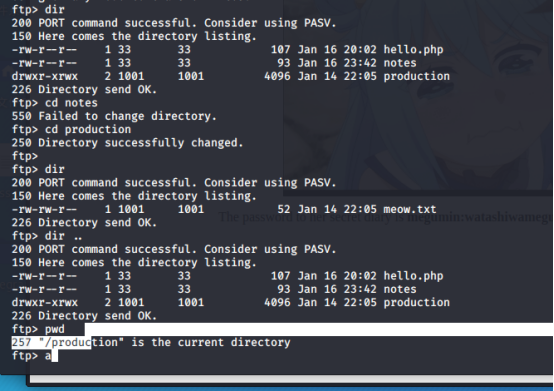 ftp> dir
200 PORT command successful. Consider using PASV.
150 Here comes the directory listing.
-rw-r--r-- 1 33 33 107 Jan 16 20:02 hello.php
-rw-r--r-- 1 33 33 93 Jan 16 23:42 notes
drwxr-xrwx 2 1001 1001 4096 Jan 14 22:05 production
226 Directory send OK.
ftp> cd notes
550 Failed to change directory.
ftp> cd production
250 Directory successfully changed.
ftp>
ftp> dir
200 PORT command successful. Consider using PASV.
150 Here comes the directory listing.
-rw-rw-r-- 1 1001 1001 52 Jan 14 22:05 meow.txt
226 Directory send OK.
ftp> dir ..
200 PORT command successful. Consider using PASV.
150 Here comes the directory listing.
-rw-r--r-- 1 33 33 107 Jan 16 20:02 hello.php
-rw-r--r-- 1 33 33 93 Jan 16 23:42 notes
drwxr-xrwx 2 1001 1001 4096 Jan 14 22:05 production
226 Directory send OK.
ftp> pwd
257 "/production" is the current directory
ftp> a
The password